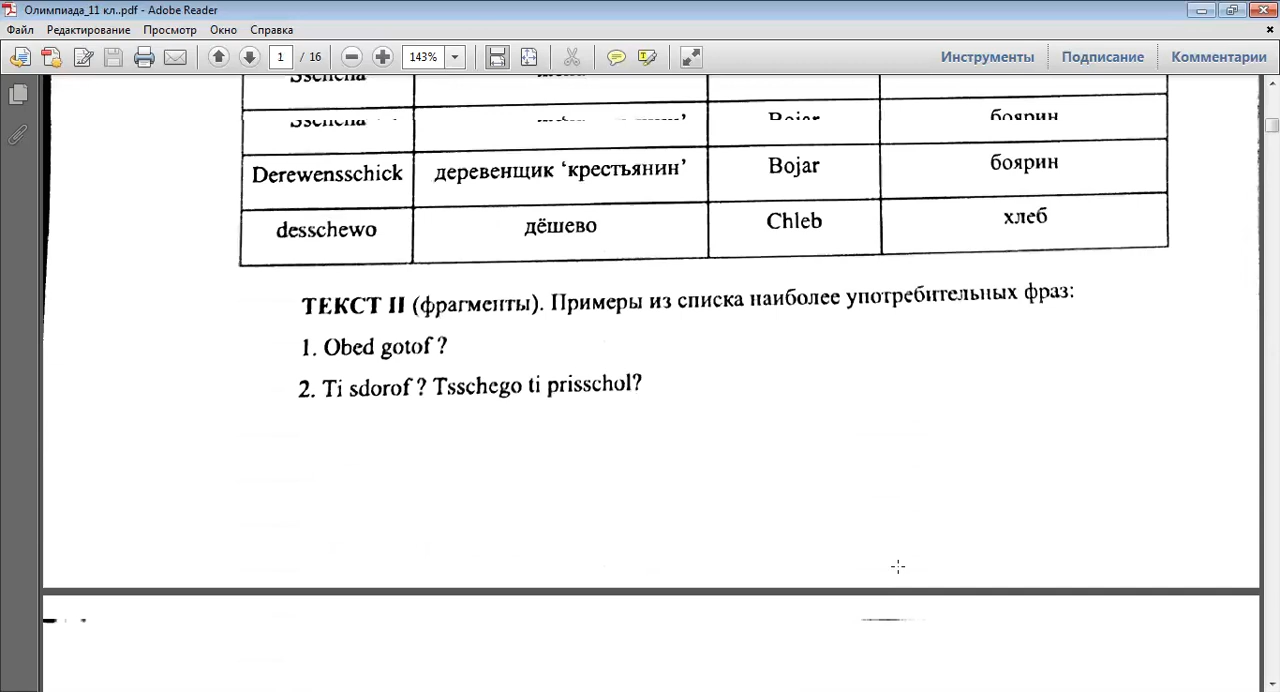 Олимпиада_11 кл..pdf - Adobe Reader
Файл Редактирование Просмотр Окно Справка
1 / 16 143% Инструменты Подписание Комментарии
Derewensschick деревенщик ‘крестьянин’ Bojar боярин
desschewo дёшево Chleb хлеб
ТЕКСТ II (фрагменты). Примеры из списка наиболее употребительных фраз:
1. Obed gotof ?
2. Ti sdorof ? Tsschego ti prisschol?